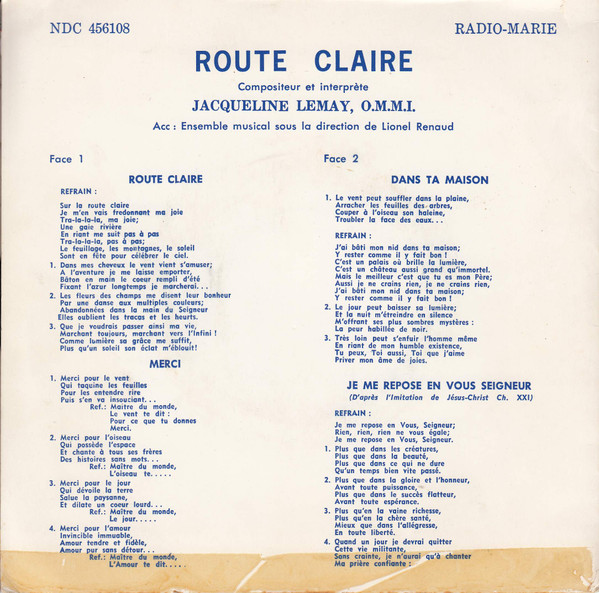 NDC 456108
RADIO-MARIE
ROUTE CLAIRE
Compositeur et interprète
JACQUELINE LEMAY, O.M.M.I.
Acc : Ensemble musical sous la direction de Lionel Renaud
Face 1
ROUTE CLAIRE
REFRAIN :
Sur la route claire
Je m'en vais fredonnant ma joie
Tra-la-la-la, ma joie;
Une gaie rivière
En riant me suit pas à pas
Tra-la-la-la, pas à pas;
Le feuillage, les montagnes, le soleil
Sont en fête pour célébrer le ciel.
1. Dans mes cheveux le vent vient s'amuser;
A l'aventure je me laisse emporter,
Bâton en main le coeur rempli d'été
Fixant l'azur longtemps je marcherai...
2. Les fleurs des champs me disent leur bonheur
Par une danse aux multiples couleurs;
Abandonnées dans la main du Seigneur
Elles oublient les tracas et les heurts.
3. Que je voudrais passer ainsi ma vie,
Marchant toujours, marchant vers l'Infini !
Comme lumière sa grâce me suffit,
Plus qu'un soleil son éclat m'éblouit!
MERCI
1. Merci pour le vent
Qui taquine les feuilles
Pour les entendre rire
Puis s'en va insouciant...
Ref.: Maître du monde,
Le vent te dit :
Pour ce que tu donnes
Merci.
2. Merci pour l'oiseau
Qui possède l'espace
Et chante à tous ses frères
Des histoires sans mots...
Ref.: Maître du monde,
L'oiseau te.....
3. Merci pour le jour
Qui dévoile la terre
Salue la paysanne,
Et dilate un coeur lourd...
Ref.: Maître du monde,
Le jour.....
4. Merci pour l'amour
Invincible immuable,
Amour tendre et fidèle,
Amour pur sans détour...
Ref.: Maître du monde,
L'Amour te dit.....
Face 2
DANS TA MAISON
1. Le vent peut souffler dans la plaine,
Arracher les feuilles des arbres,
Couper à l'oiseau son haleine,
Troubler la face des eaux...
REFRAIN :
J'ai bâti mon nid dans ta maison;
Y rester comme il y fait bon !
C'est un palais où brille la lumière,
C'est un château aussi grand qu'immortel.
Mais le meilleur c'est que tu es mon Père;
Aussi je ne crains rien, je ne crains rien,
J'ai bâti mon nid dans ta maison;
Y rester comme il y fait bon !
2. Le jour peut baisser sa lumière;
Et la nuit m'étreindre en silence
M'offrant ses plus sombres mystères :
La peur habillée de noir.
3. Très loin peut s'enfuir l'homme même
En riant de mon humble existence,
Tu peux, Toi aussi, Toi que j'aime
Priver mon âme de joies.
JE ME REPOSE EN VOUS SEIGNEUR
(D'après l'Imitation de Jésus-Christ Ch. XXI)
REFRAIN :
Je me repose en Vous, Seigneur;
Rien, rien, rien ne vous égale;
Je me repose en Vous, Seigneur.
1. Plus que dans les créatures,
Plus que dans la beauté,
Plus que dans ce qui ne dure
Qu'un temps bien vite passé.
2. Plus que dans la gloire et l'honneur,
Avant toute puissance,
Plus que dans le succès flatteur,
Avant toute espérance.
3. Plus qu'en la vaine richesse,
Plus qu'en la chère santé,
Mieux que dans l'allégresse,
En toute liberté.
4. Quand un jour je devrai quitter
Cette vie militante,
Sans crainte, je n'aurai qu'à chanter
Ma prière confiante :